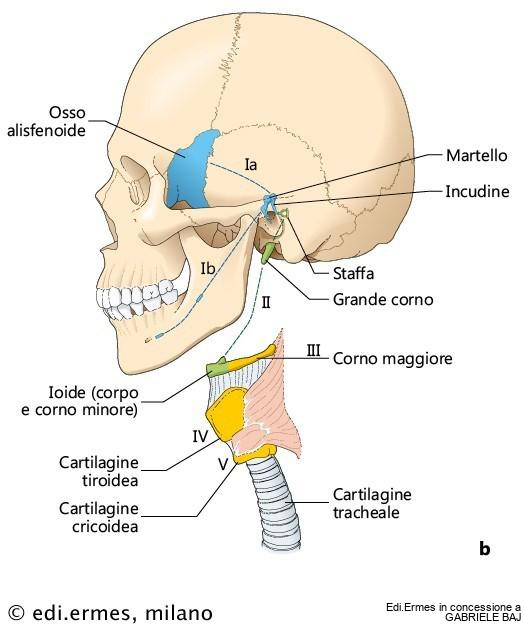 Osso
alisfenoide
Ia
Martello
Incudine
Ib
Staffa
Grande corno
II
III
Corno maggiore
Ioide (corpo
e corno minore)
IV
V
Cartilagine
tiroidea
Cartilagine
cricoidea
Cartilagine
tracheale
b
© edi.ermes, milano
Edi.Ermes in concessione a
GABRIELE BAJ